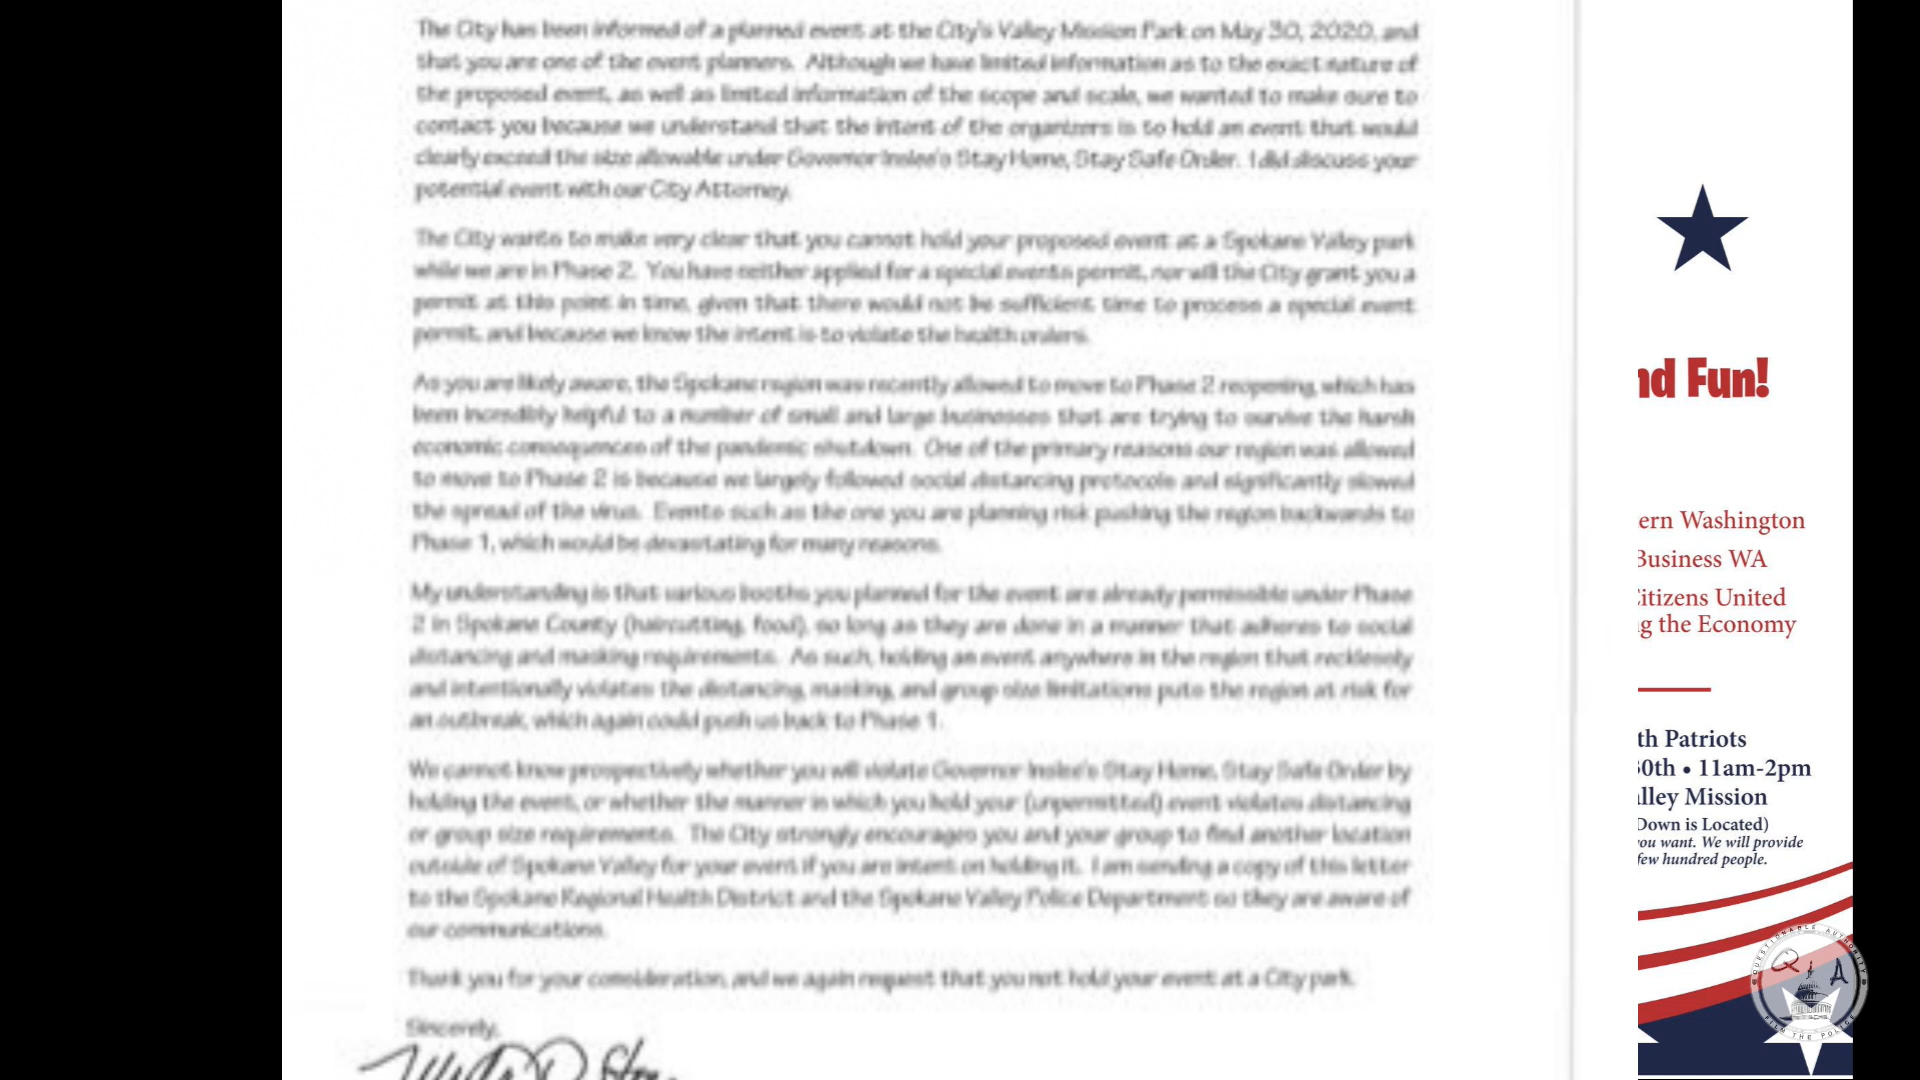 The City has been informed of a planned event at the City's Valley Mission Park on May 30, 2020, and
that you are one of the event planners. Although we have limited information as to the exact nature of
the proposed event, as well as limited information of the scope and scale, we wanted to make sure to
contact you because we understand that the intent of the organizers is to hold an event that would
clearly exceed the size allowable under Governor Inslee's Stay Home, Stay Safe Order. I did discuss your
potential event with our City Attorney.
The City wants to make very clear that you cannot hold your proposed event at a Spokane Valley park
while we are in Phase 2. You have neither applied for a special events permit, nor will the City grant you a
permit at this point in time, given that there would not be sufficient time to process a special event
permit, and because we know the intent is to violate the health orders.
As you are likely aware, the Spokane region was recently allowed to move to Phase 2 reopening, which has
been incredibly helpful to a number of small and large businesses that are trying to survive the harsh
economic consequences of the pandemic shutdown. One of the primary reasons our region was allowed
to move to Phase 2 is because we largely followed social distancing protocols and significantly slowed
the spread of the virus. Events such as the one you are planning risk pushing the region backwards to
Phase 1, which would be devastating for many reasons.
My understanding is that various booths you planned for the event are already permissible under Phase
2 in Spokane County (haircutting, food), so long as they are done in a manner that adheres to social
distancing and masking requirements. As such, holding an event anywhere in the region that recklessly
and intentionally violates the distancing, masking, and group size limitations puts the region at risk for
an outbreak, which again could push us back to Phase 1.
We cannot know prospectively whether you will violate Governor Inslee's Stay Home, Stay Safe Order by
holding the event, or whether the manner in which you hold your (unpermitted) event violates distancing
or group size requirements. The City strongly encourages you and your group to find another location
outside of Spokane Valley for your event if you are intent on holding it. I am sending a copy of this letter
to the Spokane Regional Health District and the Spokane Valley Police Department so they are aware of
our communications.
Thank you for your consideration, and we again request that you not hold your event at a City park.
Sincerely,
nd Fun!
ern Washington
Business WA
Citizens United
g the Economy
th Patriots
30th • 11am-2pm
alley Mission
Down is Located)
you want. We will provide
few hundred people.
QUESTIONABLE AUTHORITY
Q & A
FILM THE POLICE